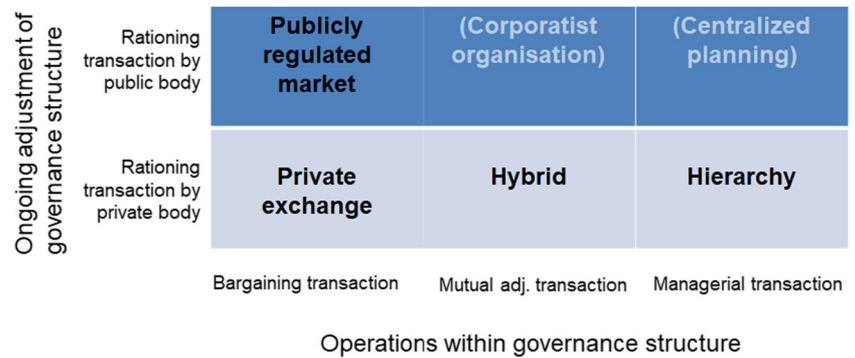 Ongoing adjustment of
governance structure
Rationing
transaction by
public body
Publicly
regulated
market
(Corporatist
organisation)
(Centralized
planning)
Rationing
transaction by
private body
Private
exchange
Hybrid
Hierarchy
Bargaining transaction
Mutual adj. transaction
Managerial transaction
Operations within governance structure